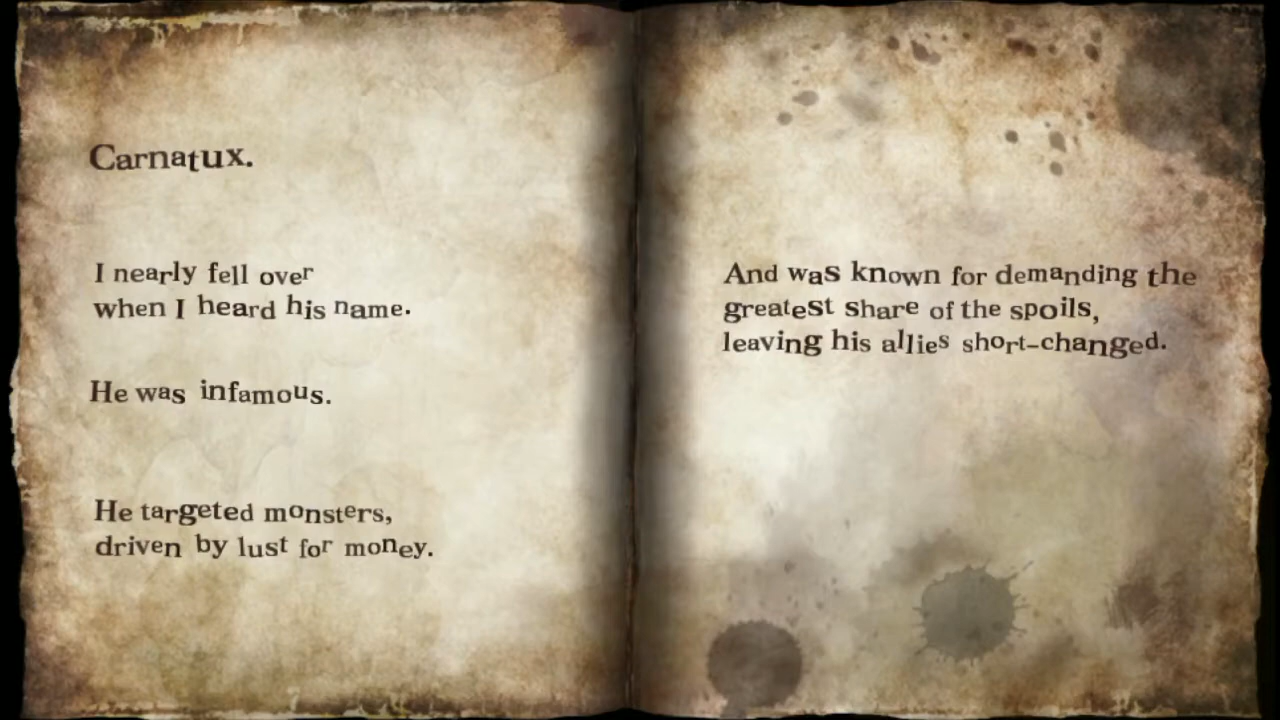 Carnatux.
I nearly fell over
when I heard his name.
He was infamous.
He targeted monsters,
driven by lust for money.
And was known for demanding the
greatest share of the spoils,
leaving his allies short-changed.